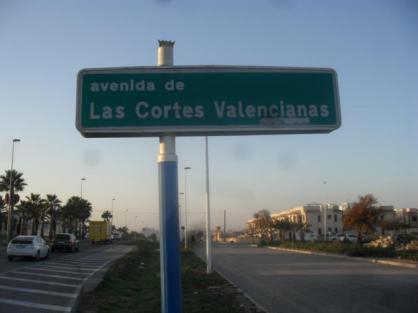 avenida de
Las Cortes Valencianas